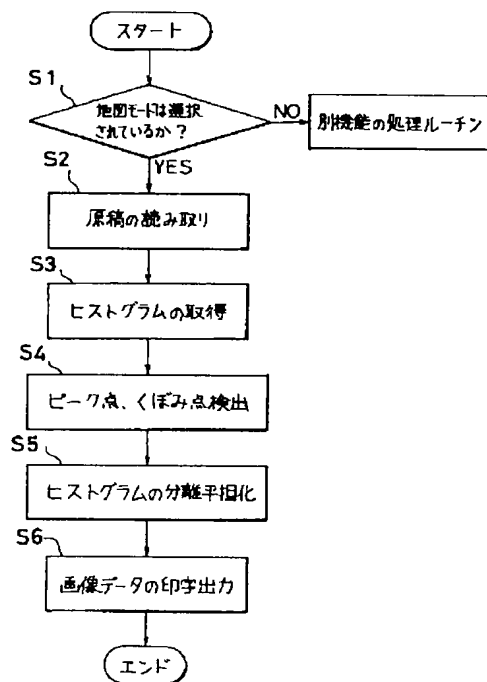 スタート
S1
地図モードは選択
されているか?
NO
別機能の処理ルーチン
YES
S2
原稿の読み取り
S3
ヒストグラムの取得
S4
ピーク点、くぼみ点検出
S5
ヒストグラムの分離平担化
S6
画像データの印字出力
エンド